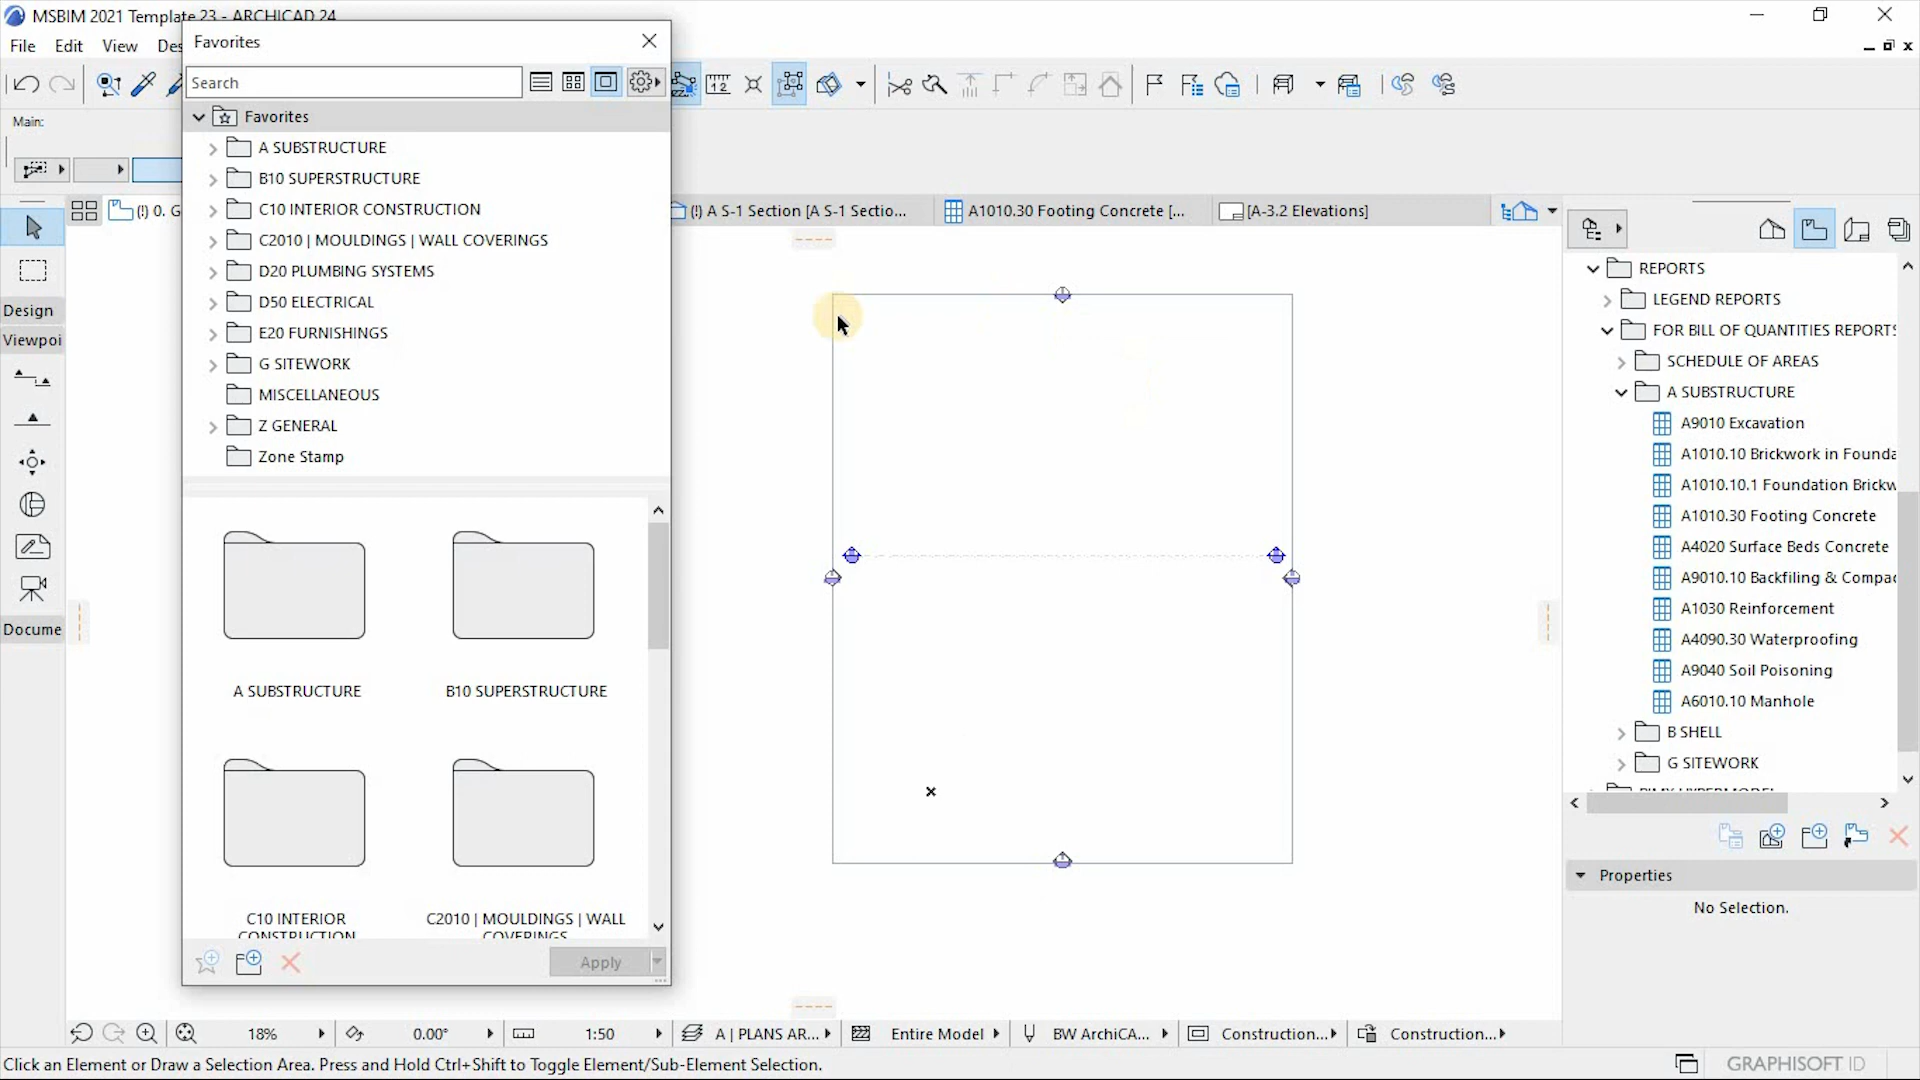 MSBIM 2021 Template 23 - ARCHICAD 24
File Edit View Des
Favorites
Search
Main:
Favorites
A SUBSTRUCTURE
B10 SUPERSTRUCTURE
C10 INTERIOR CONSTRUCTION
C2010 | MOULDINGS | WALL COVERINGS
D20 PLUMBING SYSTEMS
D50 ELECTRICAL
E20 FURNISHINGS
G SITEWORK
MISCELLANEOUS
Z GENERAL
Zone Stamp
A SUBSTRUCTURE
B10 SUPERSTRUCTURE
C10 INTERIOR CONSTRUCTION
C2010 | MOULDINGS | WALL COVERINGS
Apply
(!) 0. G
(!) A S-1 Section [A S-1 Sectio...
A1010.30 Footing Concrete [...
[A-3.2 Elevations]
Design
Viewpoi
Docume
REPORTS
LEGEND REPORTS
FOR BILL OF QUANTITIES REPORTS
SCHEDULE OF AREAS
A SUBSTRUCTURE
A9010 Excavation
A1010.10 Brickwork in Founda
A1010.10.1 Foundation Brickw
A1010.30 Footing Concrete
A4020 Surface Beds Concrete
A9010.10 Backfiling & Compac
A1030 Reinforcement
A4090.30 Waterproofing
A9040 Soil Poisoning
A6010.10 Manhole
B SHELL
G SITEWORK
Properties
No Selection.
18%
0.00°
1:50
A | PLANS AR...
Entire Model
BW ArchiCA...
Construction...
Construction...
Click an Element or Draw a Selection Area. Press and Hold Ctrl+Shift to Toggle Element/Sub-Element Selection.
GRAPHISOFT ID